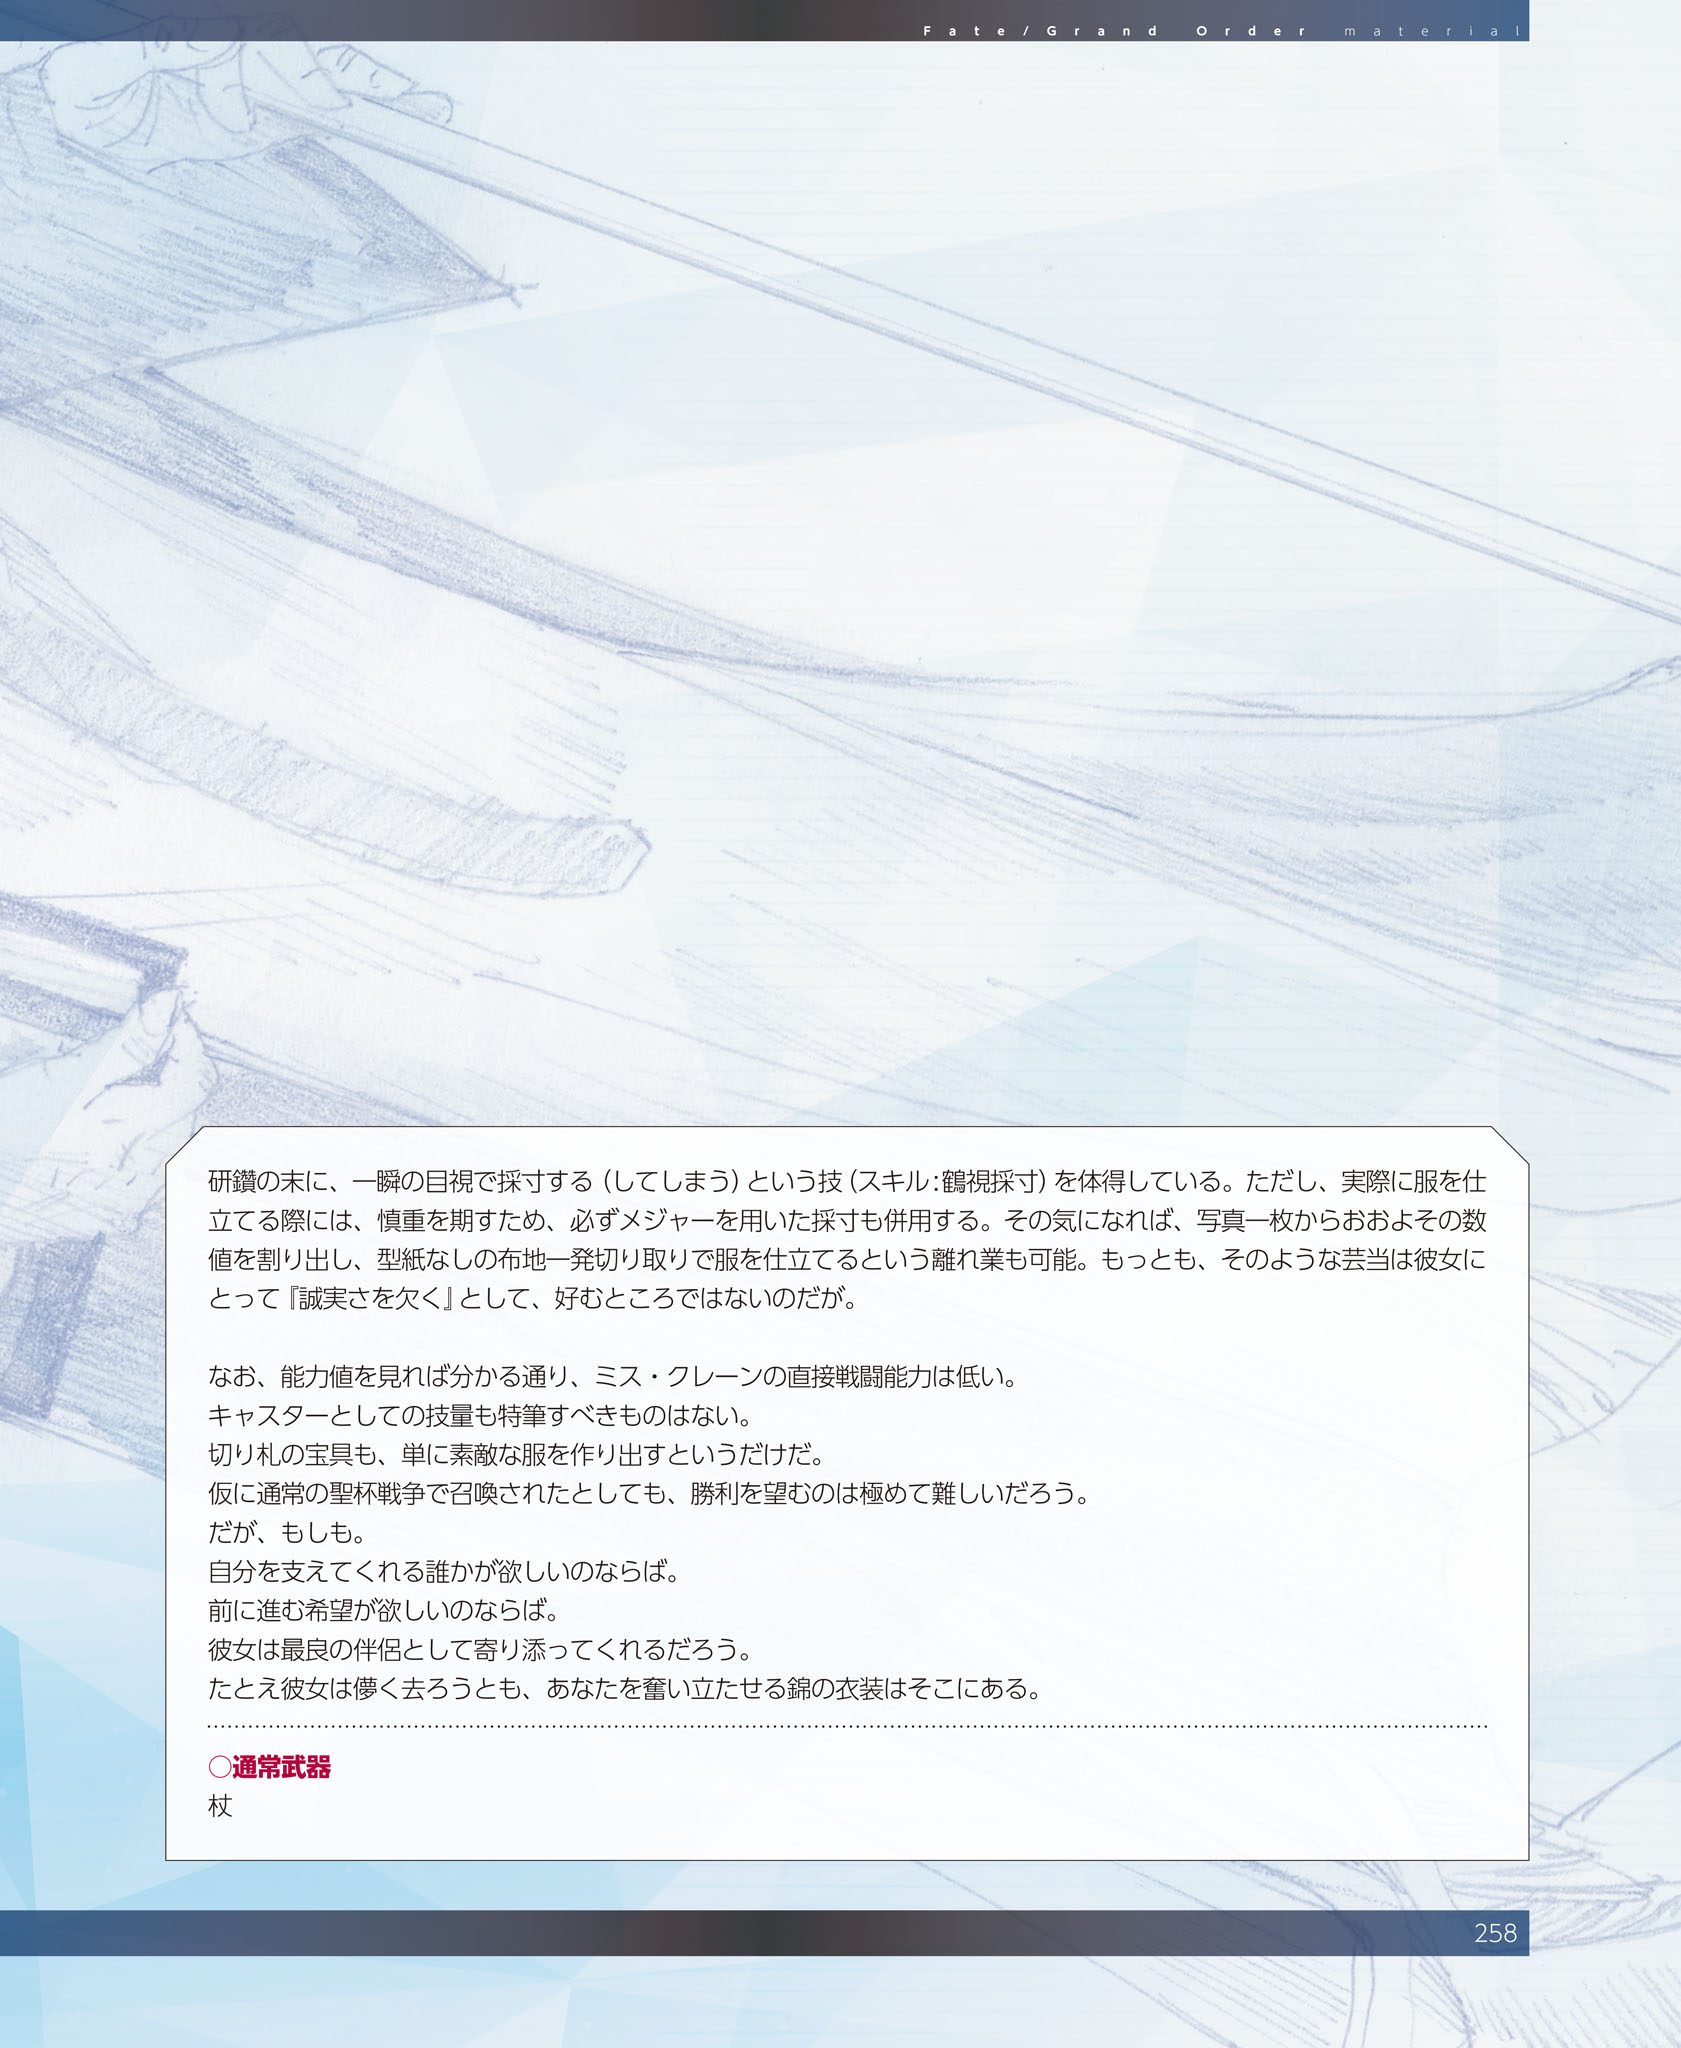 Fate/Grand Order material
研鑽の末に、一瞬の目視で採寸する（してしまう）という技（スキル：鶴視採寸）を体得している。ただし、実際に服を仕
立てる際には、慎重を期すため、必ずメジャーを用いた採寸も併用する。その気になれば、写真一枚からおおよその数
値を割り出し、型紙なしの布地一発切り取りで服を仕立てるという離れ業も可能。もっとも、そのような芸当は彼女に
とって『誠実さを欠く』として、好むところではないのだが。
なお、能力値を見れば分かる通り、ミス・クレーンの直接戦闘能力は低い。
キャスターとしての技量も特筆すべきものはない。
切り札の宝具も、単に素敵な服を作り出すというだけだ。
仮に通常の聖杯戦争で召喚されたとしても、勝利を望むのは極めて難しいだろう。
だが、もしも。
自分を支えてくれる誰かが欲しいのならば。
前に進む希望が欲しいのならば。
彼女は最良の伴侶として寄り添ってくれるだろう。
たとえ彼女は儚く去ろうとも、あなたを奮い立たせる錦の衣装はそこにある。
○通常武器
杖
258